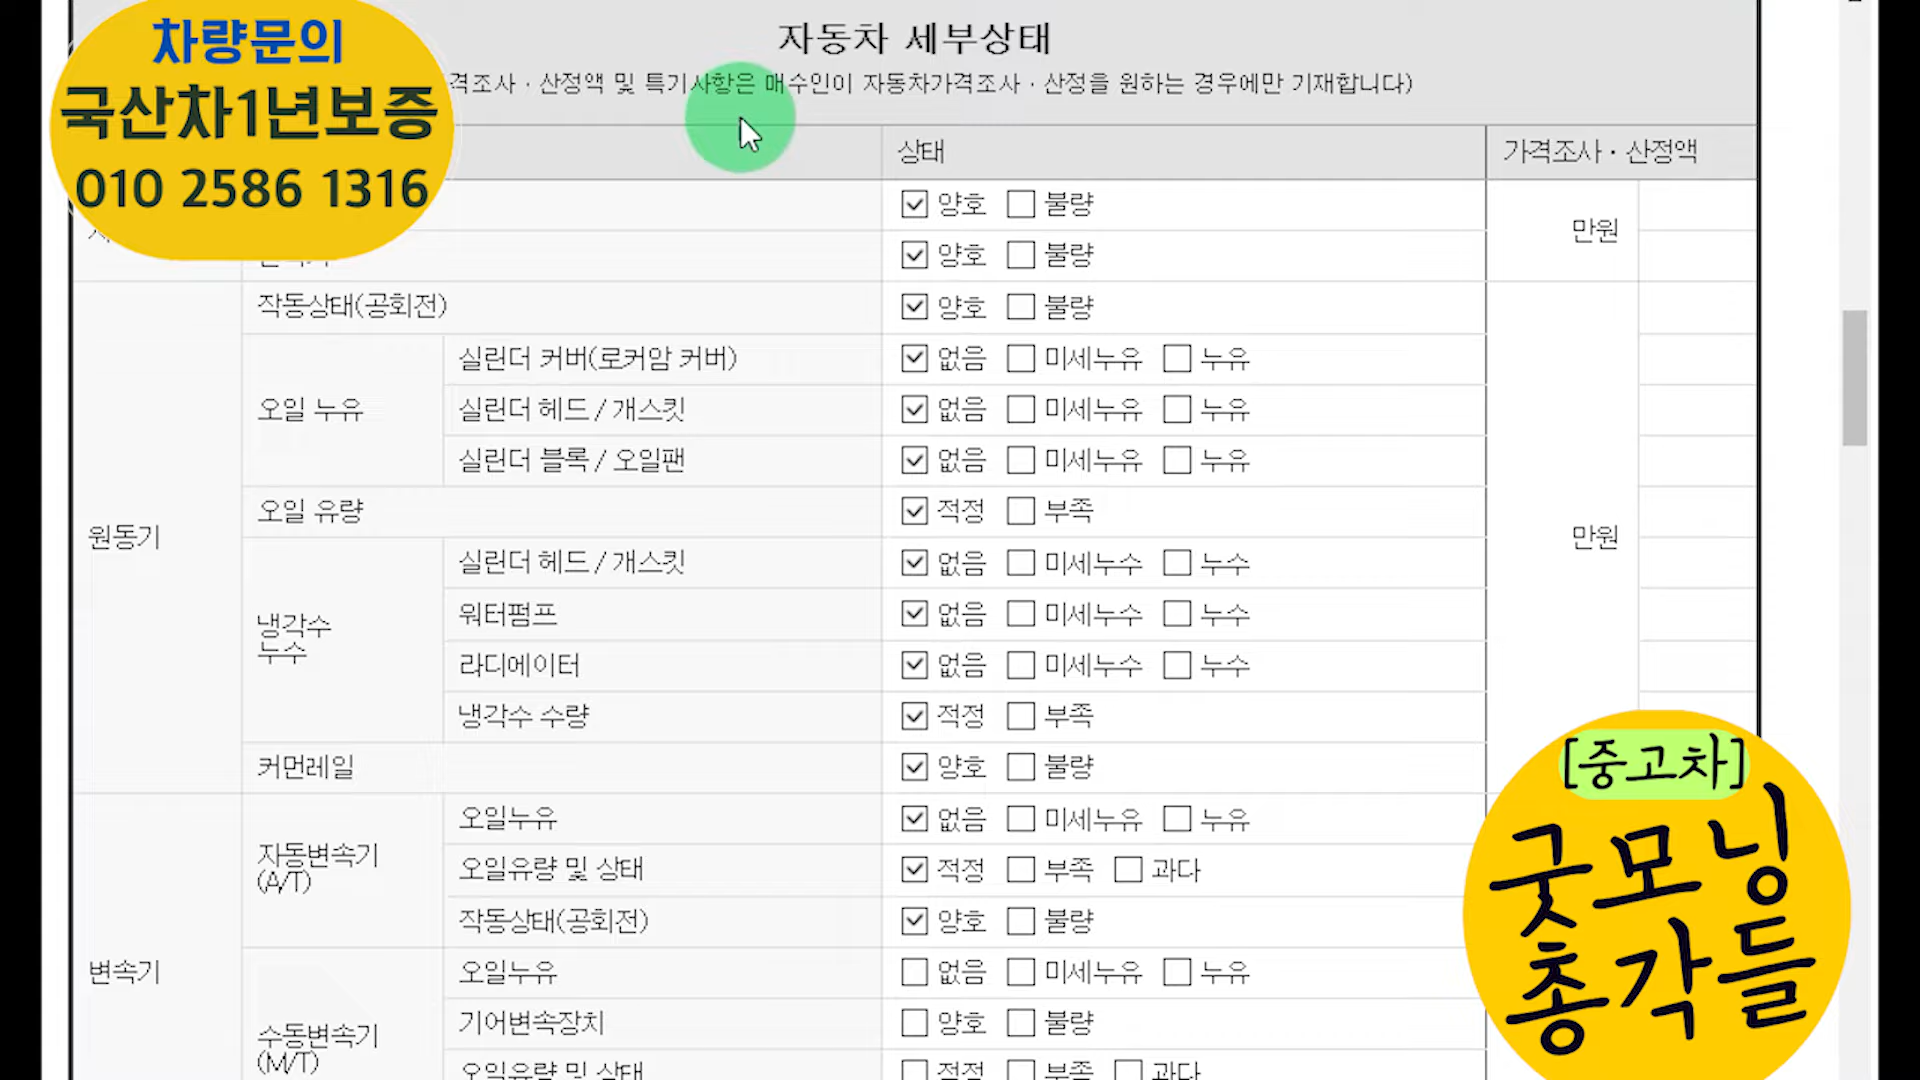 차량문의
국산차1년보증
010 2586 1316
자동차 세부상태
격조사 · 산정액 및 특기사항은 매수인이 자동차가격조사 · 산정을 원하는 경우에만 기재합니다)
상태 가격조사 · 산정액
양호 불량 만원
양호 불량
원동기 작동상태(공회전) 양호 불량 만원
오일 누유 실린더 커버(로커암 커버) 없음 미세누유 누유
실린더 헤드 / 개스킷 없음 미세누유 누유
실린더 블록 / 오일팬 없음 미세누유 누유
오일 유량 적정 부족
냉각수
누수
실린더 헤드 / 개스킷 없음 미세누수 누수
워터펌프 없음 미세누수 누수
라디에이터 없음 미세누수 누수
냉각수 수량 적정 부족
커먼레일 양호 불량
변속기
자동변속기
(A/T)
오일누유 없음 미세누유 누유
오일유량 및 상태 적정 부족 과다
작동상태(공회전) 양호 불량
수동변속기
(M/T)
오일누유 없음 미세누유 누유
기어변속장치 양호 불량
오일유량 및 상태 적정 부족 과다
[중고차]
굿모닝
총각들